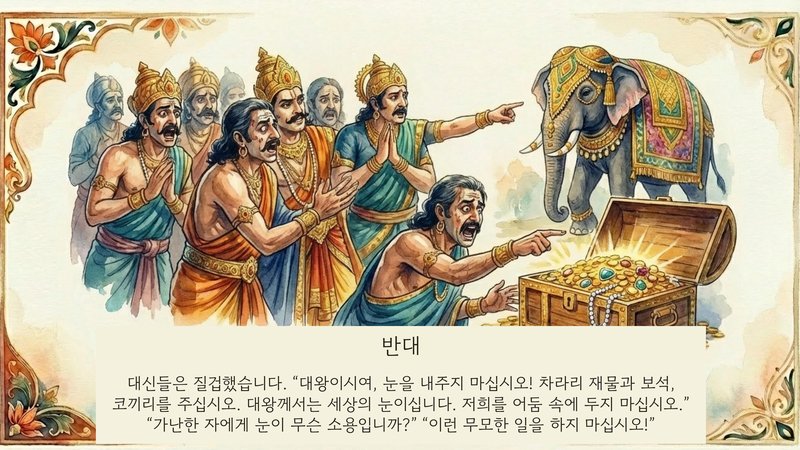 반대
대신들은 질겁했습니다. “대왕이시여, 눈을 내주지 마십시오! 차라리 재물과 보석,
코끼리를 주십시오. 대왕께서는 세상의 눈이십니다. 저희를 어둠 속에 두지 마십시오.”
“가난한 자에게 눈이 무슨 소용입니까?” “이런 무모한 일을 하지 마십시오!”